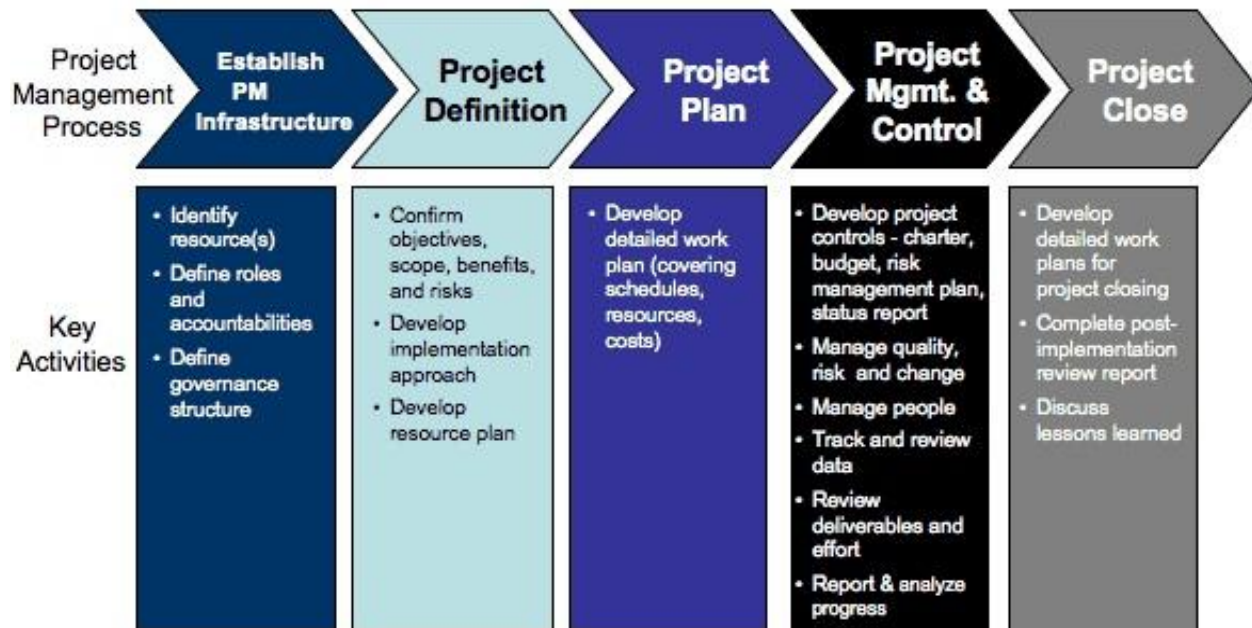 Project
Management
Process
Establish
PM
Infrastructure
Project
Definition
Project
Plan
Project
Mgmt. &
Control
Project
Close
Key
Activities
• Identify
resource(s)
• Define roles
and
accountabilities
• Define
governance
structure
• Confirm
objectives,
scope, benefits,
and risks
• Develop
implementation
approach
• Develop
resource plan
• Develop
detailed work
plan (covering
schedules,
resources,
costs)
• Develop project
controls - charter,
budget, risk
management plan,
status report
• Manage quality,
risk and change
• Manage people
• Track and review
data
• Review
deliverables and
effort
• Report & analyze
progress
• Develop
detailed work
plans for
project closing
• Complete post-
implementation
review report
• Discuss
lessons learned